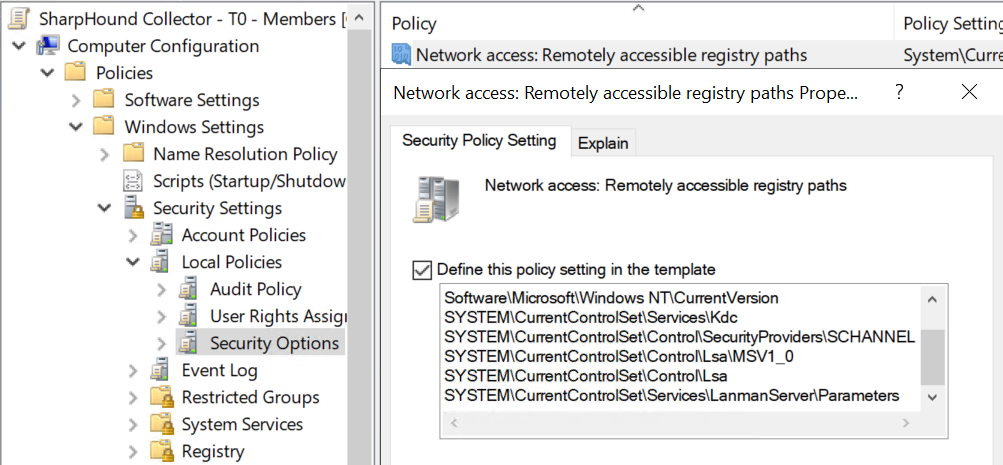 SharpHound Collector - T0 - Members [
Computer Configuration
Policies
Software Settings
Windows Settings
Name Resolution Policy
Scripts (Startup/Shutdow
Security Settings
Account Policies
Local Policies
Audit Policy
User Rights Assig
Security Options
Event Log
Restricted Groups
System Services
Registry
Policy Policy Setting
Network access: Remotely accessible registry paths System\Curre
Network access: Remotely accessible registry paths Prope... ?
Security Policy Setting Explain
Network access: Remotely accessible registry paths
Define this policy setting in the template
Software\Microsoft\Windows NT\CurrentVersion
SYSTEM\CurrentControlSet\Services\Kdc
SYSTEM\CurrentControlSet\Control\SecurityProviders\SCHANNEL
SYSTEM\CurrentControlSet\Control\Lsa\MSV1_0
SYSTEM\CurrentControlSet\Control\Lsa
SYSTEM\CurrentControlSet\Services\LanmanServer\Parameters